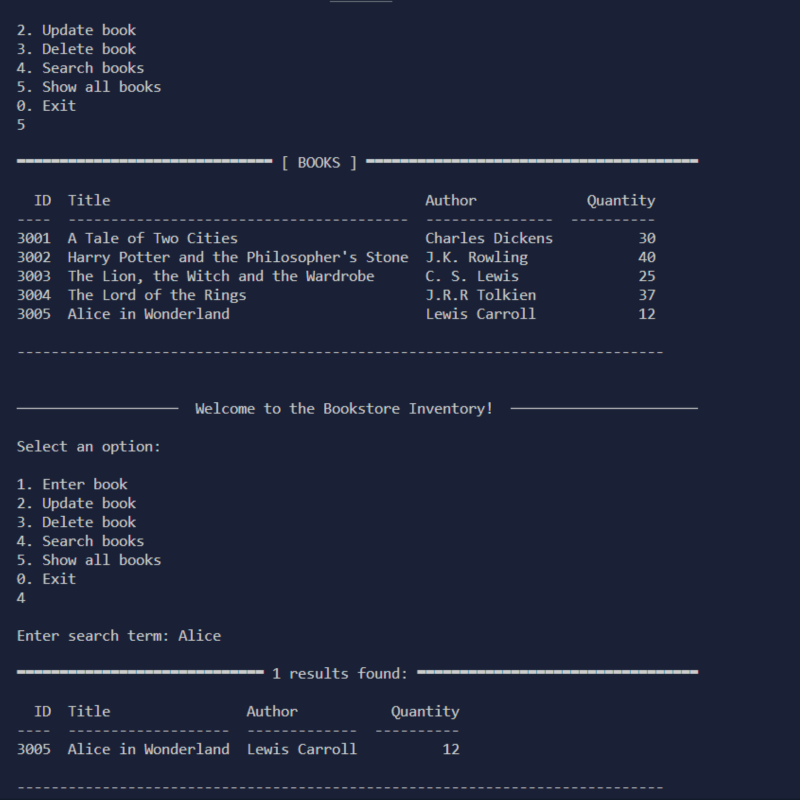 2. Update book
3. Delete book
4. Search books
5. Show all books
0. Exit
5
[ BOOKS ]
ID Title Author Quantity
---- ---------------------------------------- --------------- ----------
3001 A Tale of Two Cities Charles Dickens 30
3002 Harry Potter and the Philosopher's Stone J.K. Rowling 40
3003 The Lion, the Witch and the Wardrobe C. S. Lewis 25
3004 The Lord of the Rings J.R.R Tolkien 37
3005 Alice in Wonderland Lewis Carroll 12
----------------------------------------------------------------------------
Welcome to the Bookstore Inventory!
Select an option:
1. Enter book
2. Update book
3. Delete book
4. Search books
5. Show all books
0. Exit
4
Enter search term: Alice
1 results found:
ID Title Author Quantity
---- ------------------- ------------- ----------
3005 Alice in Wonderland Lewis Carroll 12
----------------------------------------------------------------------------